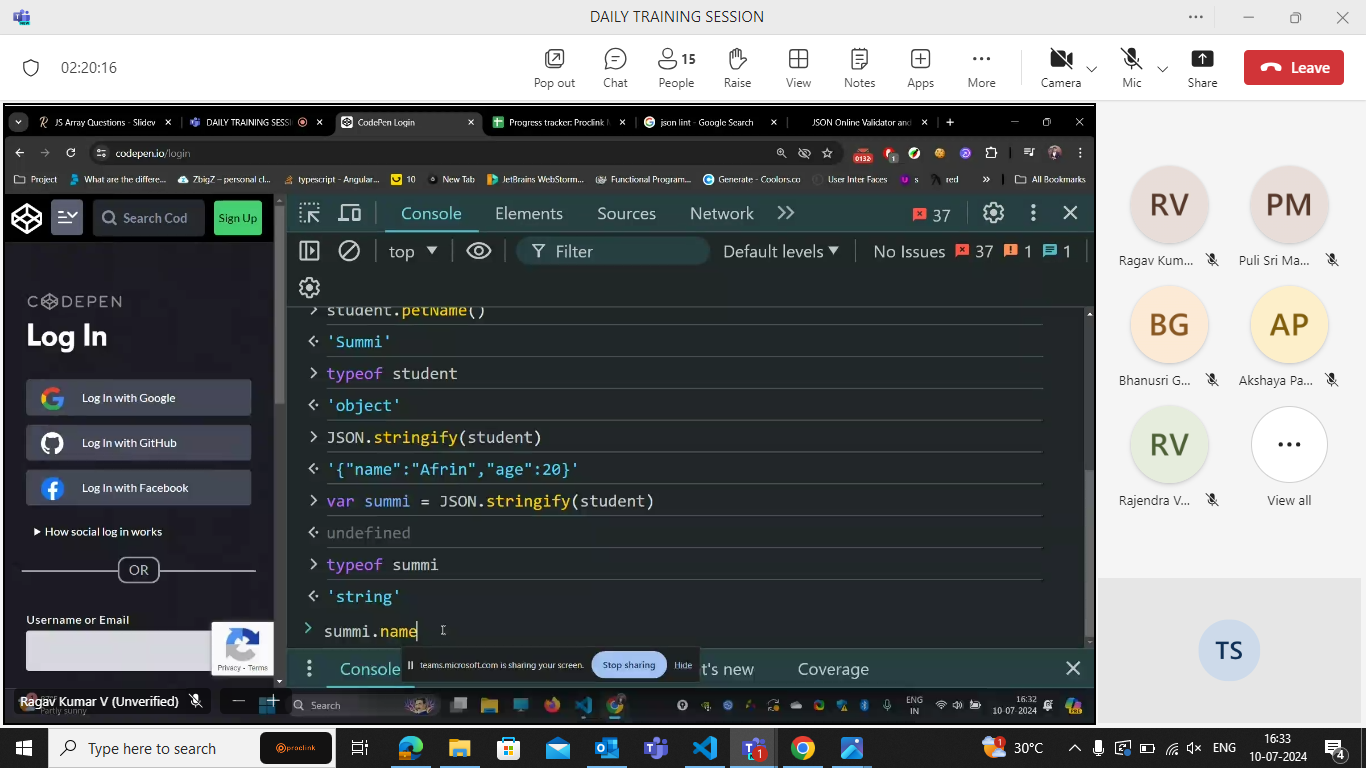 DAILY TRAINING SESSION
02:20:16
Pop out
Chat
15
People
Raise
View
Notes
Apps
More
Camera
Mic
Share
Leave
JS Array Questions - Slidev
DAILY TRAINING SESSI
CodePen Login
Progress tracker: Proclink
json lint - Google Search
JSON Online Validator and
codepen.io/login
0132
1
Project
What are the differe...
ZbigZ – personal cl...
typescript - Angular...
10
New Tab
JetBrains WebStorm...
Functional Program...
Generate - Coolors.co
User Inter Faces
s
red
All Bookmarks
Search Cod
Sign Up
CODEPEN
Log In
Log In with Google
Log In with GitHub
Log In with Facebook
How social log in works
OR
Username or Email
Privacy - Terms
Console
Elements
Sources
Network
37
top
Filter
Default levels
No Issues
37
1
1
> student.petName()
'Summi'
> typeof student
'object'
> JSON.stringify(student)
'{"name":"Afrin","age":20}'
> var summi = JSON.stringify(student)
undefined
> typeof summi
'string'
> summi.name
Console
teams.microsoft.com is sharing your screen.
Stop sharing
Hide
t's new
Coverage
Ragav Kumar V (Unverified)
Partly sunny
Search
ENG
IN
16:32
10-07-2024
RV
Ragav Kum...
PM
Puli Sri Ma...
BG
Bhanusri G...
AP
Akshaya Pa...
RV
Rajendra V...
View all
TS
Type here to search
proclink
1
1
30°C
ENG
16:33
10-07-2024
4